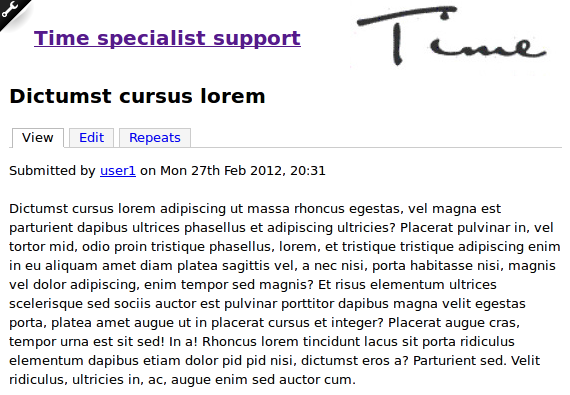 Time specialist support
Time
Dictumst cursus lorem
View Edit Repeats
Submitted by user1 on Mon 27th Feb 2012, 20:31
Dictumst cursus lorem adipiscing ut massa rhoncus egestas, vel magna est
parturient dapibus ultrices phasellus et adipiscing ultricies? Placerat pulvinar in, vel
tortor mid, odio proin tristique phasellus, lorem, et tristique tristique adipiscing enim
in eu aliquam amet diam platea sagittis vel, a nec nisi, porta habitasse nisi, magnis
vel dolor adipiscing, enim tempor sed magnis? Et risus elementum ultrices
scelerisque sed sociis auctor est pulvinar porttitor dapibus magna velit egestas
porta, platea amet augue ut in placerat cursus et integer? Placerat augue cras,
tempor urna est sit sed! In a! Rhoncus lorem tincidunt lacus sit porta ridiculus
elementum dapibus etiam dolor pid pid nisi, dictumst eros a? Parturient sed. Velit
ridiculus, ultricies in, ac, augue enim sed auctor cum.